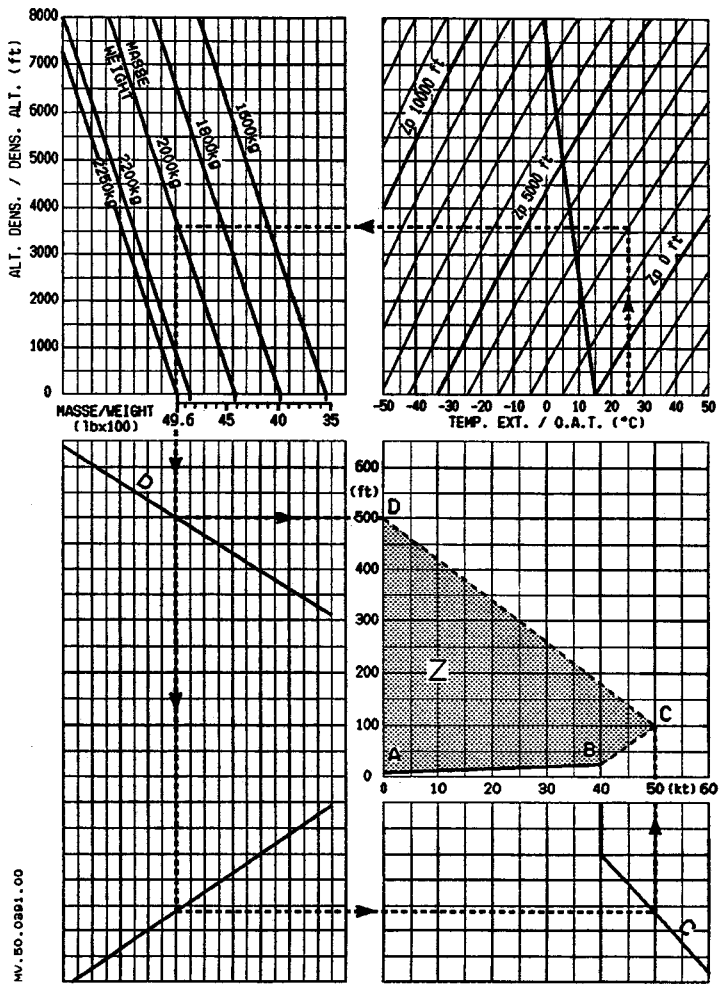 ALT. DENS. / DENS. ALT. (ft)
8000
7000
6000
5000
4000
3000
2000
1000
0
MASSE
WEIGHT
2250kg
2200kg
2000kg
1800kg
1600kg
MASSE/WEIGHT
(lbx100)
49.6
45
40
35
Zp 10000 ft
Zp 5000 ft
Zp 0 ft
-50
-40
-30
-20
-10
0
10
20
30
40
50
TEMP. EXT. / O.A.T. (°C)
D
600
(ft)
500
400
300
200
100
0
D
Z
A
B
C
0
10
20
30
40
50 (kt) 60
C
MV.50.0891.00